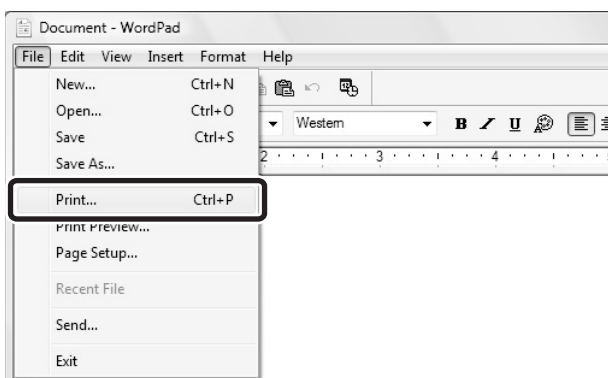 Document - WordPad
File Edit View Insert Format Help
New... Ctrl+N
Open... Ctrl+O
Save Ctrl+S
Save As...
Western B I U
2 3 4
Print... Ctrl+P
Print Preview...
Page Setup...
Recent File
Send...
Exit